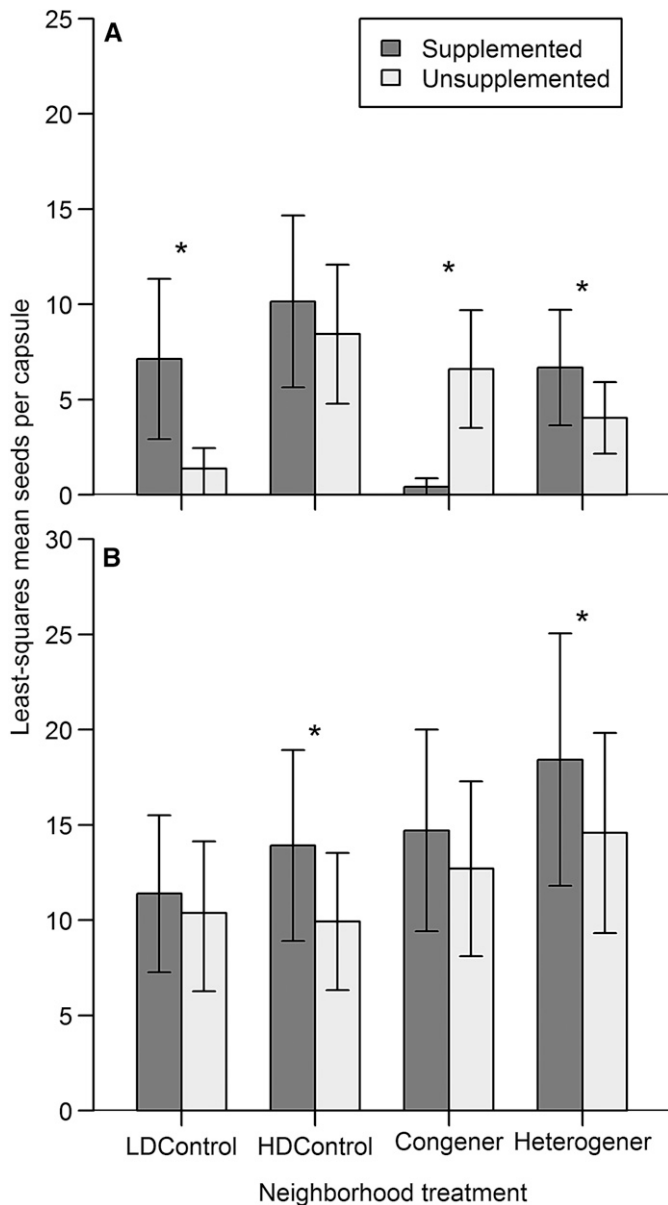 A
Supplemented
Unsupplemented
25
20
15
10
5
0
*
*
*
Least-squares mean seeds per capsule
B
30
25
20
15
10
5
0
*
*
LDControl HDControl Congener Heterogener
Neighborhood treatment